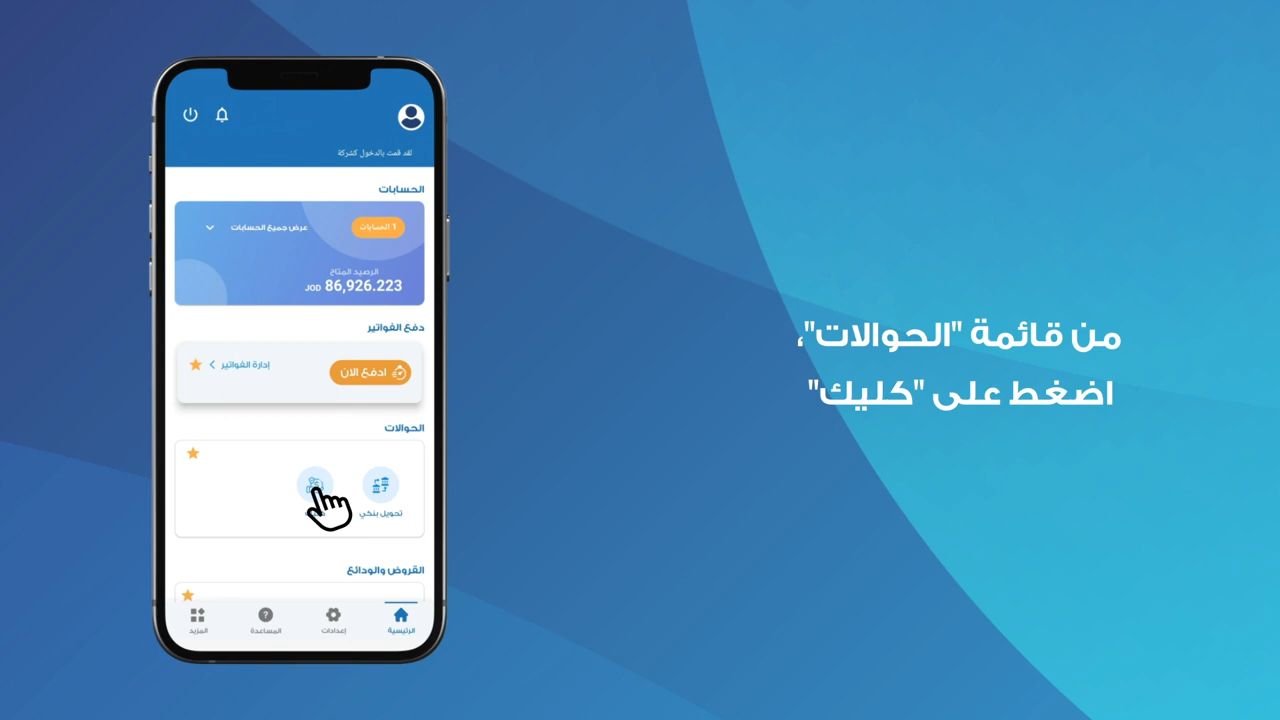 لقد قمت بالدخول كشركة
الحسابات
1 الحسابات
عرض جميع الحسابات
الرصيد المتاح
JOD 86,926.223
دفع الفواتير
ادفع الان
إدارة الفواتير
الحوالات
تحويل بنكي
القروض والودائع
الرئيسية
إعدادات
المساعدة
المزيد
من قائمة "الحوالات"،
اضغط على "كليك"